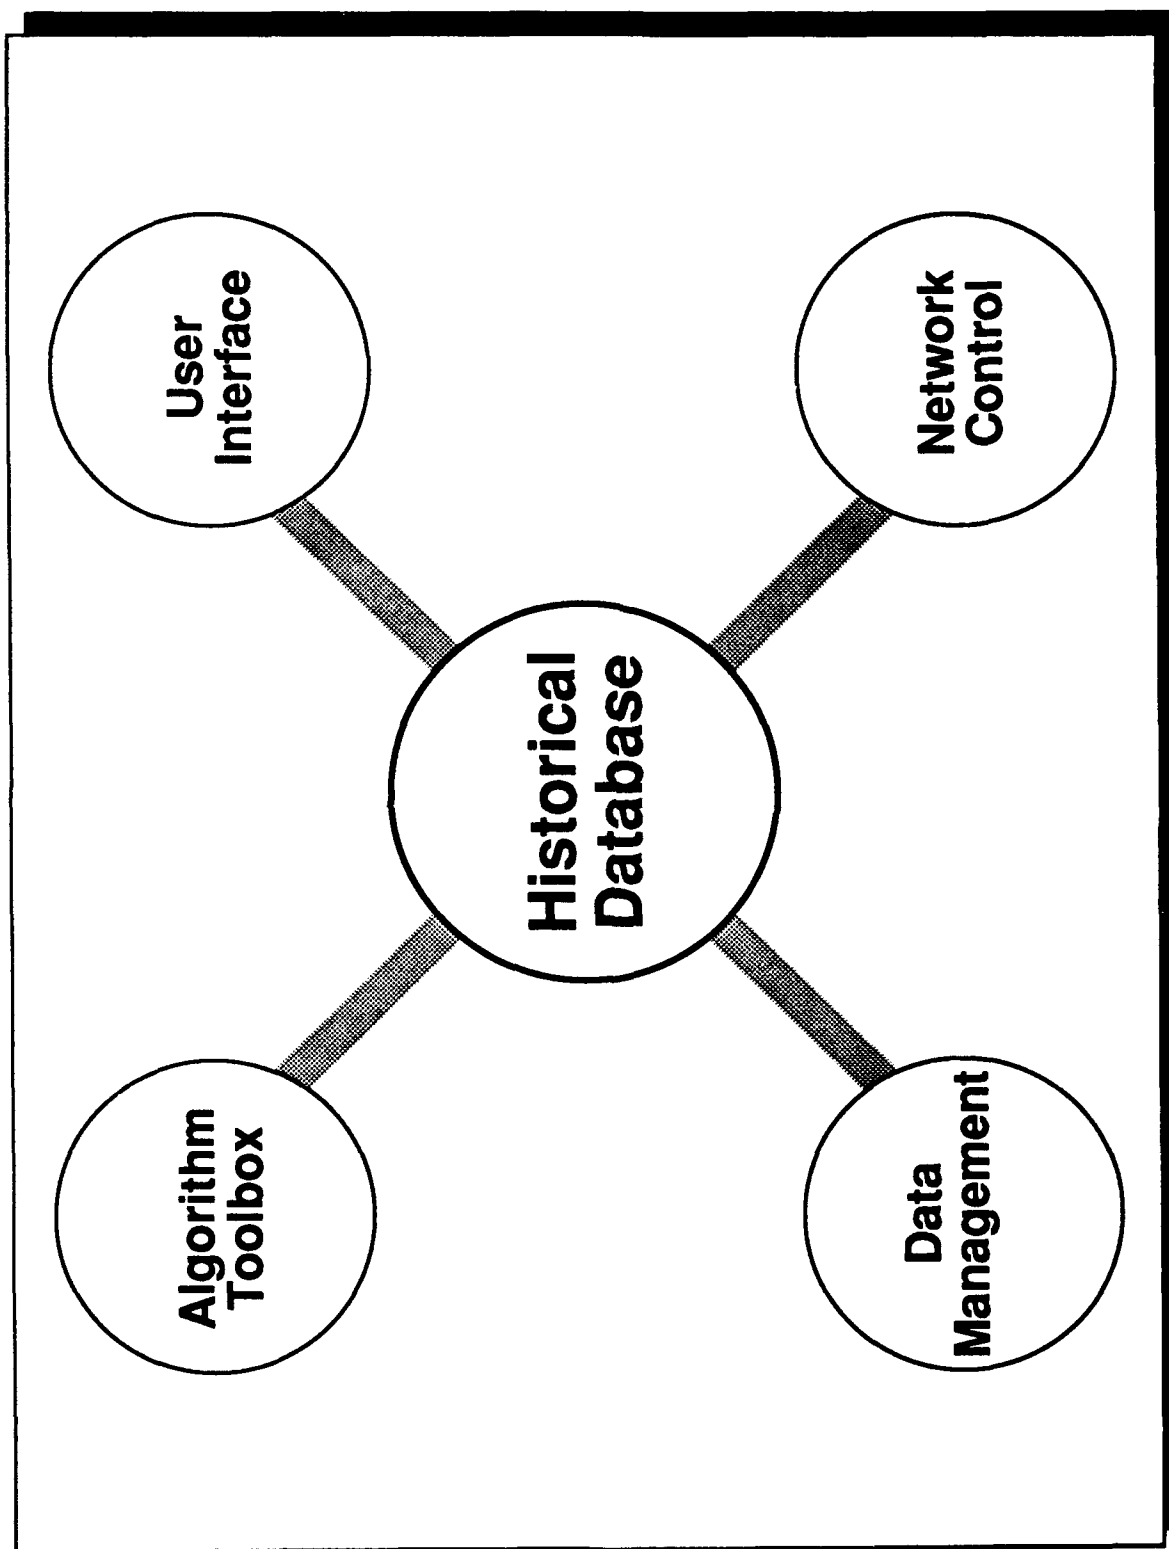 Algorithm
Toolbox
User
Interface
Historical
Database
Data
Management
Network
Control